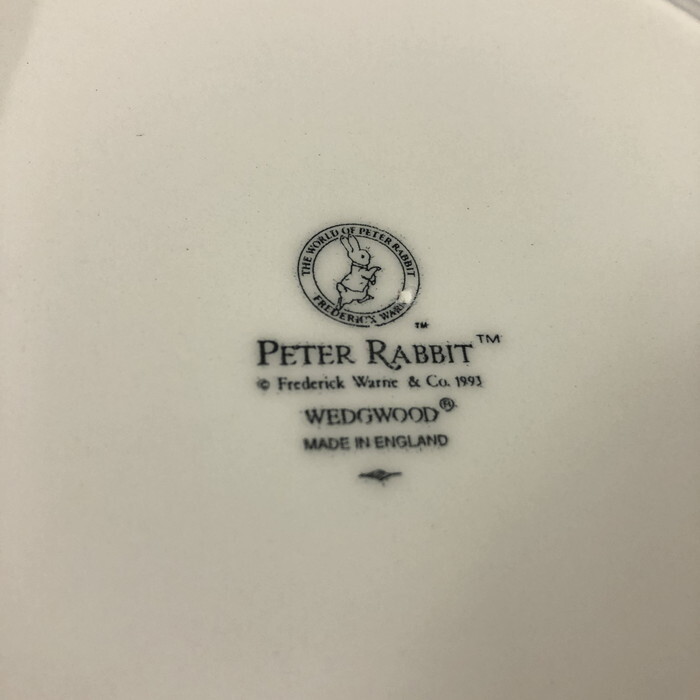 THE WORLD OF PETER RABBIT
FREDERICK WARNE
TM
PETER RABBIT™
© Frederick Warne & Co. 1993
WEDGWOOD®
MADE IN ENGLAND